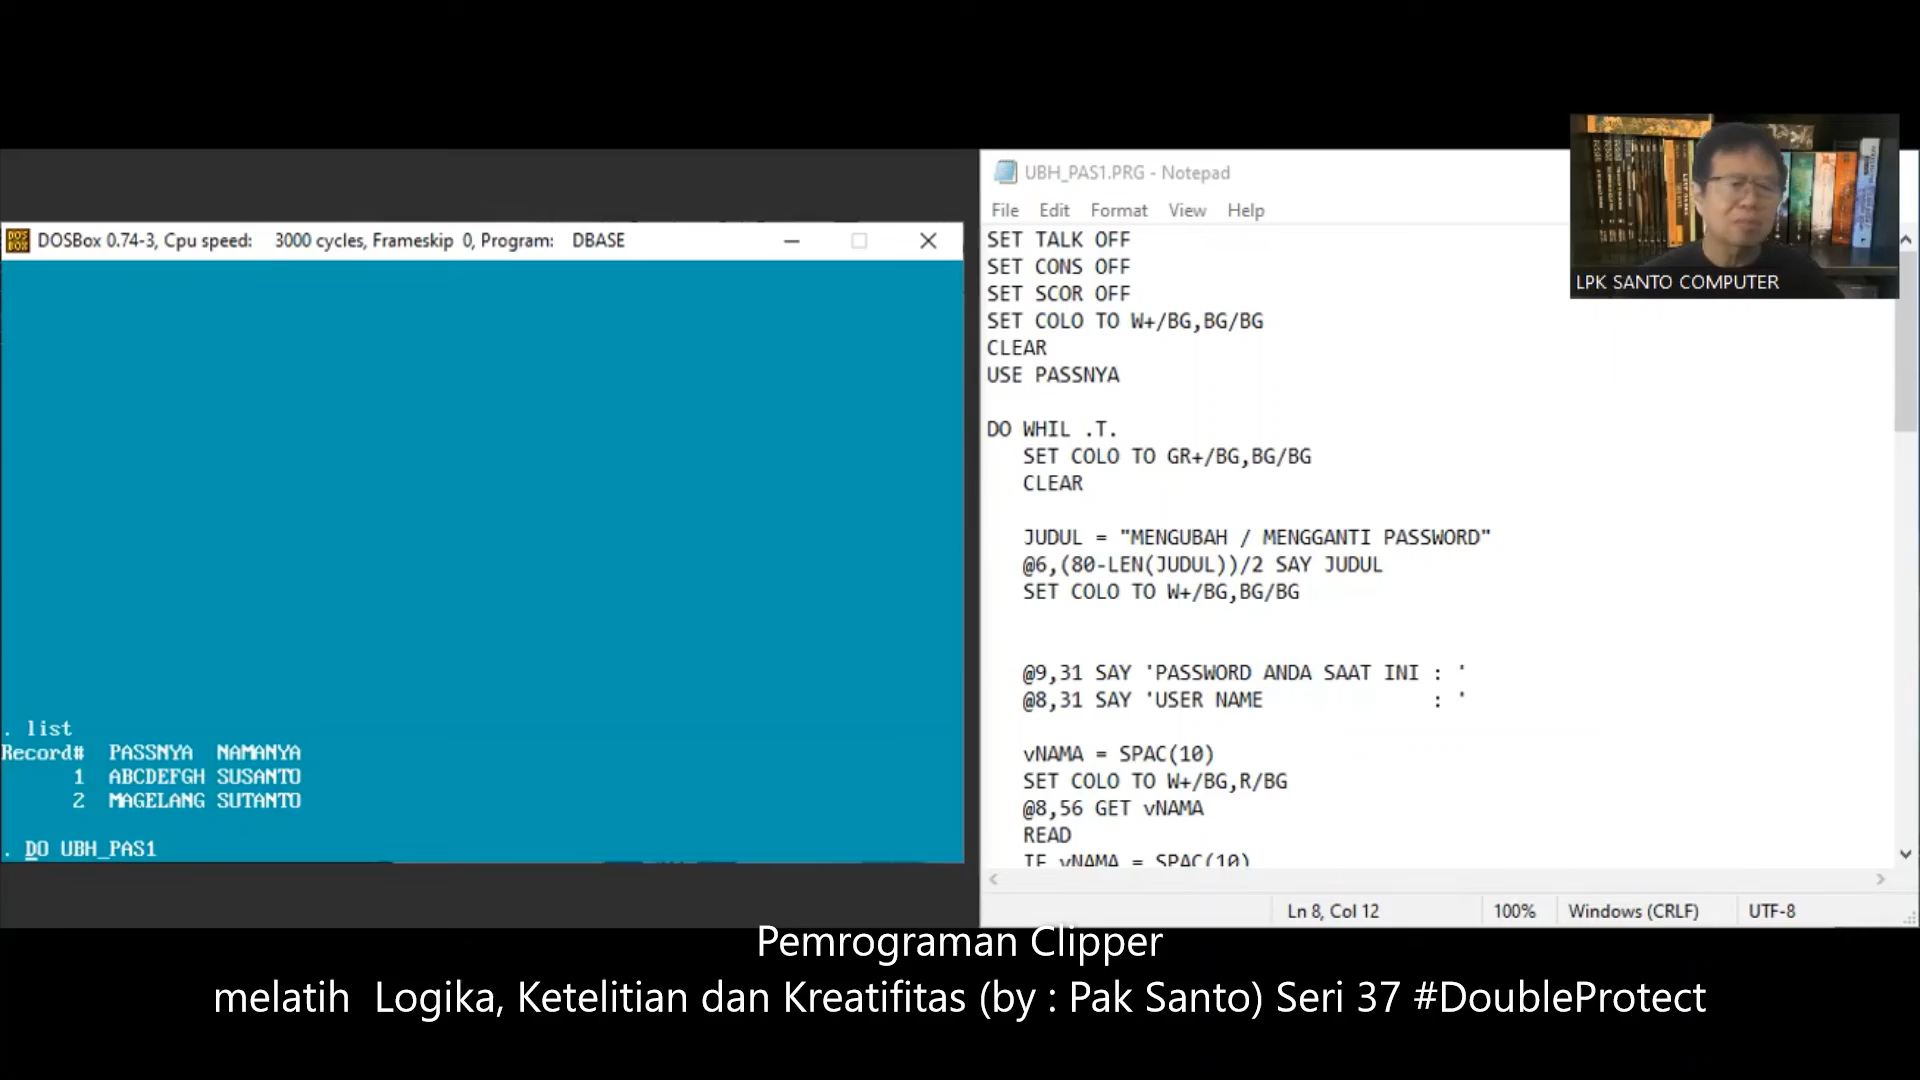 DOSBox 0.74-3, Cpu speed: 3000 cycles, Frameskip 0, Program: DBASE
. list
Record# PASSNYA NAMANYA
1 ABCDEFGH SUSANTO
2 MAGELANG SUTANTO
. DO UBH_PAS1
UBH_PAS1.PRG - Notepad
File Edit Format View Help
SET TALK OFF
SET CONS OFF
SET SCOR OFF
SET COLO TO W+/BG,BG/BG
CLEAR
USE PASSNYA
DO WHIL .T.
SET COLO TO GR+/BG,BG/BG
CLEAR
JUDUL = "MENGUBAH / MENGGANTI PASSWORD"
@6,(80-LEN(JUDUL))/2 SAY JUDUL
SET COLO TO W+/BG,BG/BG
@9,31 SAY 'PASSWORD ANDA SAAT INI : '
@8,31 SAY 'USER NAME : '
vNAMA = SPAC(10)
SET COLO TO W+/BG,R/BG
@8,56 GET vNAMA
READ
IF vNAMA = SPAC(10)
Ln 8, Col 12 100% Windows (CRLF) UTF-8
LPK SANTO COMPUTER
Pemrograman Clipper
melatih Logika, Ketelitian dan Kreatifitas (by : Pak Santo) Seri 37 #DoubleProtect